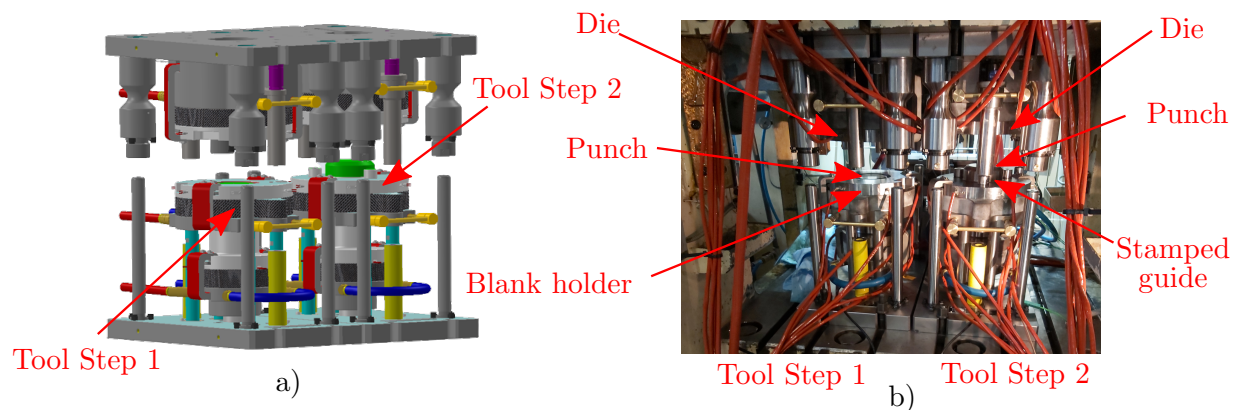 Die
Die
Tool Step 2
Punch
Punch
Blank holder
Stamped
guide
Tool Step 1
Tool Step 1
Tool Step 2
a)
b)